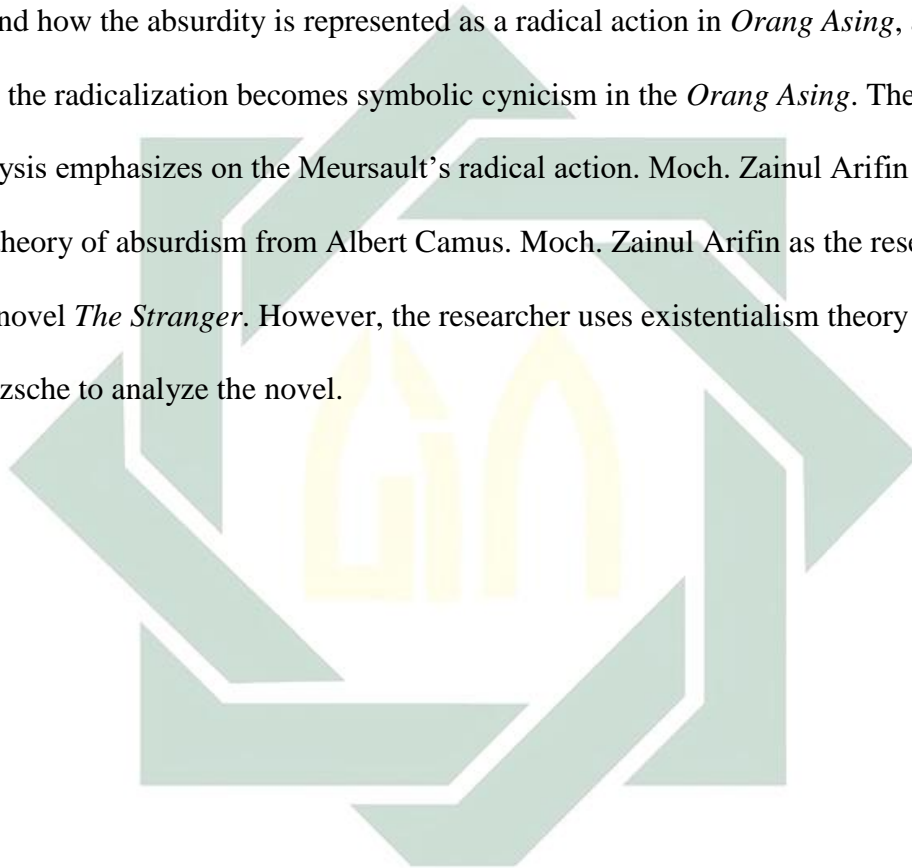 nd how the absurdity is represented as a radical action in Orang Asing,
the radicalization becomes symbolic cynicism in the Orang Asing. The
ysis emphasizes on the Meursault’s radical action. Moch. Zainul Arifin
heory of absurdism from Albert Camus. Moch. Zainul Arifin as the rese
novel The Stranger. However, the researcher uses existentialism theory
zsche to analyze the novel.